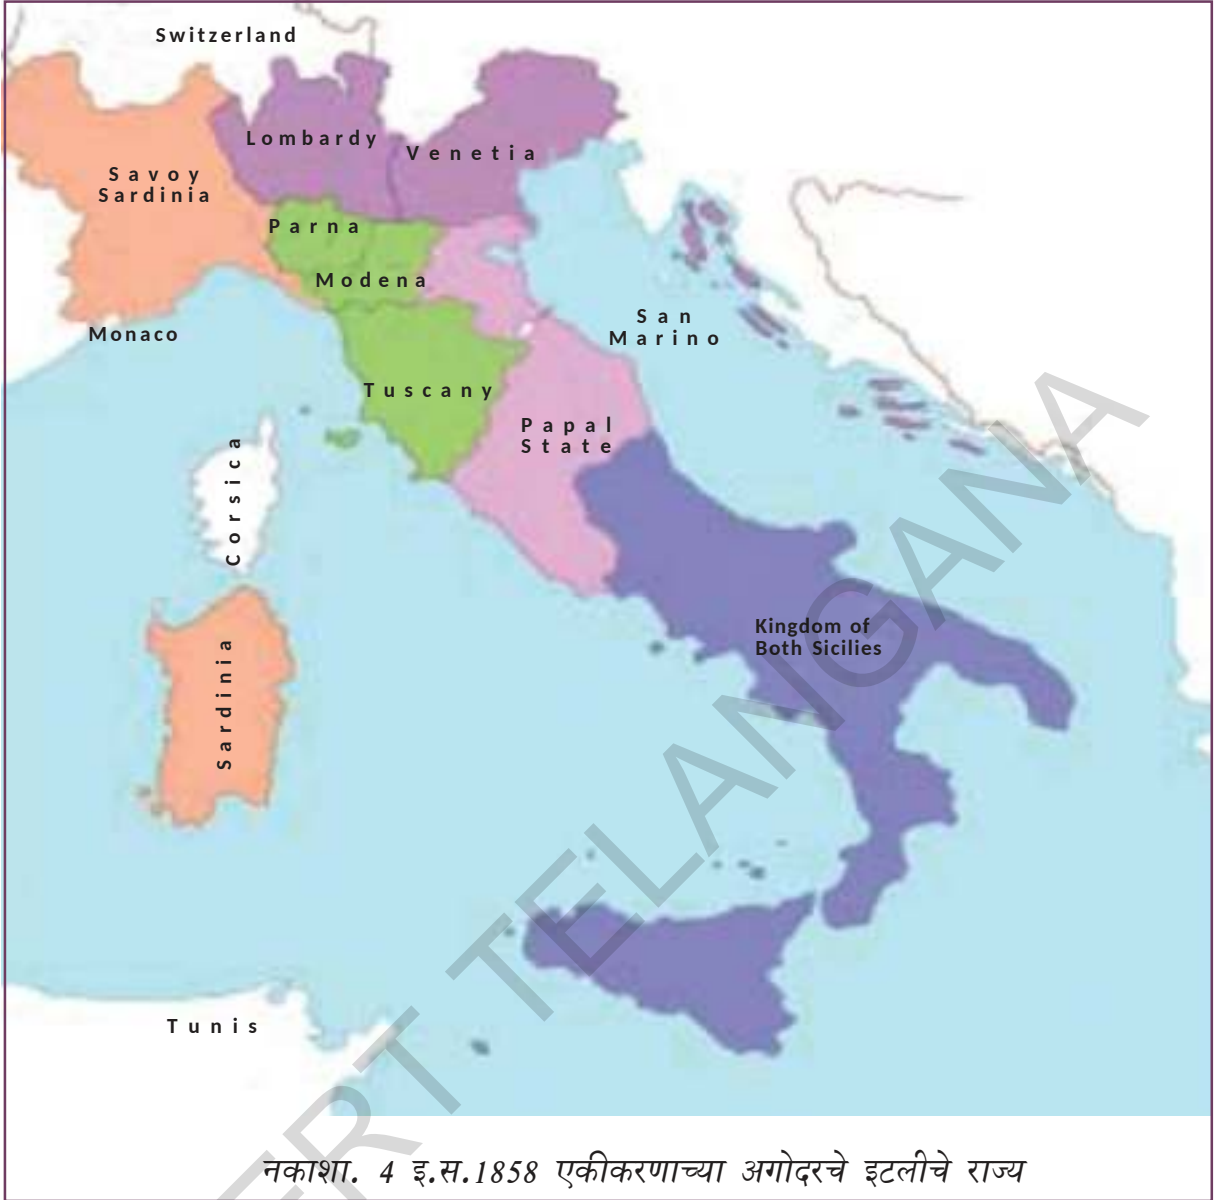 Switzerland
Lombardy
Venetia
Savoy
Sardinia
Parna
Modena
San
Marino
Monaco
Tuscany
Papal
State
Corsica
Kingdom of
Both Sicilies
Sardinia
Tunis
ERT TELANGANA
नकाशा. 4 इ.स.1858 एकीकरणाच्या अगोदरचे इटलीचे राज्य